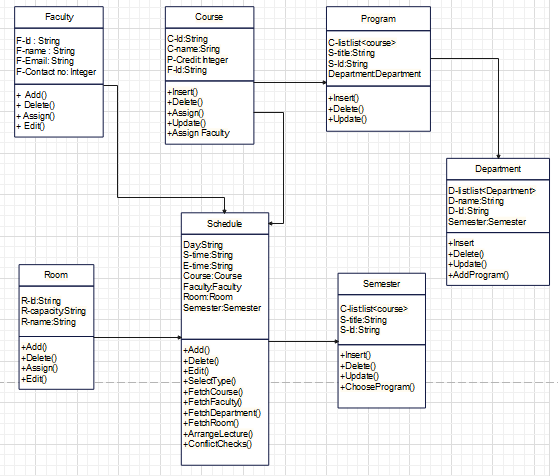 Faculty
F-Id : String
F-name : String
F-Email: String
F-Contact no: Integer
+ Add()
+ Delete()
+ Assign()
+ Edit()
Course
C-Id:String
C-name:String
P-Credit Integer
F-Id:String
+Insert()
+Delete()
+Assign()
+Update()
+Assign Faculty
Program
C-list:list<course>
S-title:String
S-Id:String
Department:Department
+Insert()
+Delete()
+Update()
Department
D-list:list<Department>
D-name:String
D-Id:String
Semester:Semester
+Insert
+Delete()
+Update()
+AddProgram()
Schedule
Day:String
S-time:String
E-time:String
Course:Course
Faculty:Faculty
Room:Room
Semester:Semester
+Add()
+Delete()
+Edit()
+SelectType()
+FetchCourse()
+FetchFaculty()
+FetchDepartment()
+FetchRoom()
+ArrangeLecture()
+ConflictChecks()
Room
R-Id:String
R-capacity:String
R-name:String
+Add()
+Delete()
+Assign()
+Edit()
Semester
C-list:list<course>
S-title:String
S-Id:String
+Insert()
+Delete()
+Update()
+ChooseProgram()